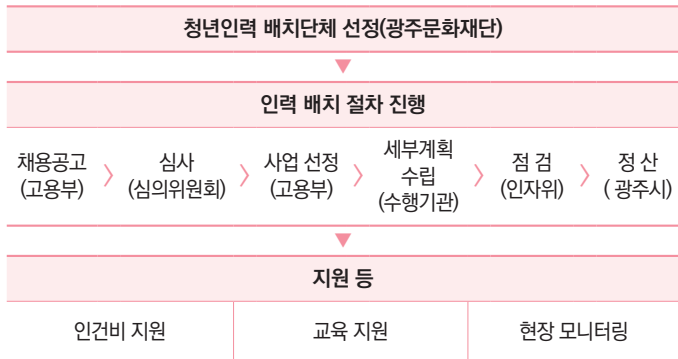 청년인력 배치단체 선정(광주문화재단)
▼
인력 배치 절차 진행
채용공고
(고용부)
〉
심사
(심의위원회)
〉
사업 선정
(고용부)
〉
세부계획
수립
(수행기관)
〉
점 검
(인자위)
〉
정 산
( 광주시)
▼
지원 등
인건비 지원
교육 지원
현장 모니터링